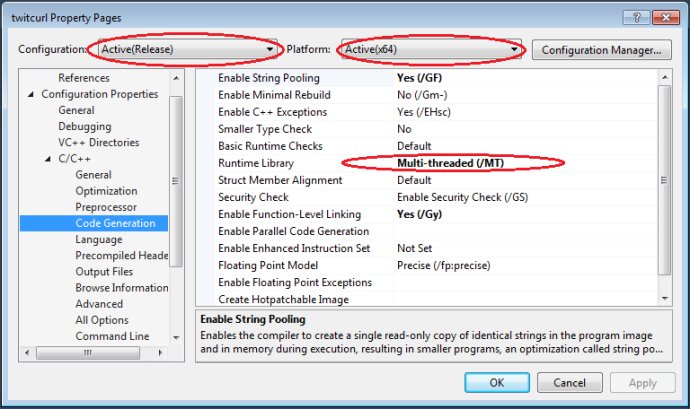 twitcurl Property Pages
Configuration: Active(Release) Platform: Active(x64) Configuration Manager...
References
Configuration Properties
General
Debugging
VC++ Directories
C/C++
General
Optimization
Preprocessor
Code Generation
Language
Precompiled Heade
Output Files
Browse Information
Advanced
All Options
Command Line
Enable String Pooling Yes (/GF)
Enable Minimal Rebuild No (/Gm-)
Enable C++ Exceptions Yes (/EHsc)
Smaller Type Check No
Basic Runtime Checks Default
Runtime Library Multi-threaded (/MT)
Struct Member Alignment Default
Security Check Enable Security Check (/GS)
Enable Function-Level Linking Yes (/Gy)
Enable Parallel Code Generation
Enable Enhanced Instruction Set Not Set
Floating Point Model Precise (/fp:precise)
Enable Floating Point Exceptions
Create Hotpatchable Image
Enable String Pooling
Enables the compiler to create a single read-only copy of identical strings in the program image
and in memory during execution, resulting in smaller programs, an optimization called string po...
OK Cancel Apply